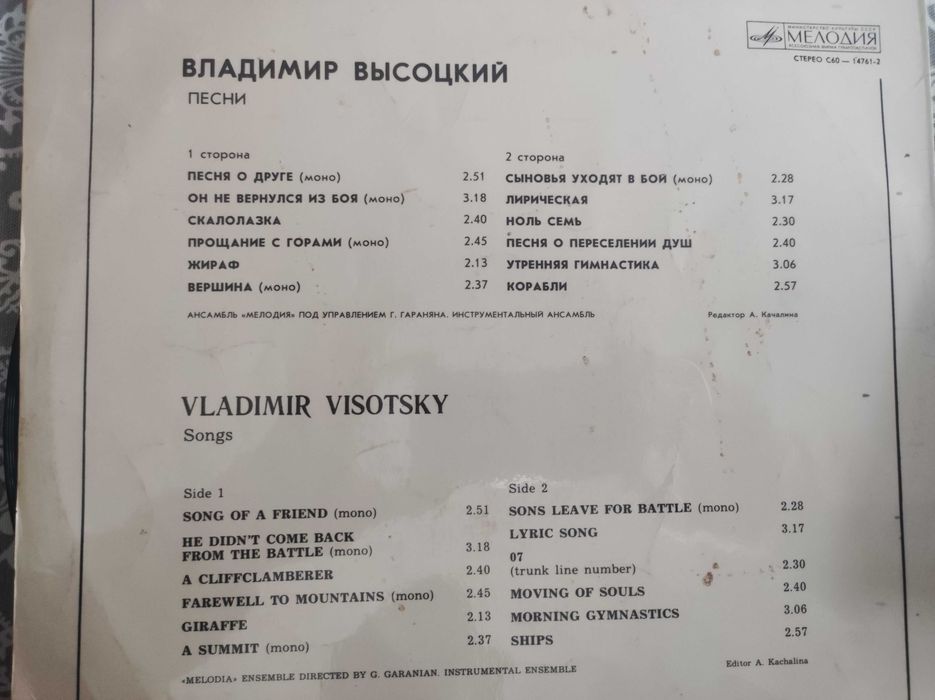 МИНИСТЕРСТВО КУЛЬТУРЫ СССР
МЕЛОДИЯ
ВСЕСОЮЗНАЯ ФИРМА ГРАМПЛАСТИНОК
СТЕРЕО С60 — 14761-2
ВЛАДИМИР ВЫСОЦКИЙ
ПЕСНИ
1 сторона
ПЕСНЯ О ДРУГЕ (моно) 2.51
ОН НЕ ВЕРНУЛСЯ ИЗ БОЯ (моно) 3.18
СКАЛОЛАЗКА 2.40
ПРОЩАНИЕ С ГОРАМИ (моно) 2.45
ЖИРАФ 2.13
ВЕРШИНА (моно) 2.37
2 сторона
СЫНОВЬЯ УХОДЯТ В БОЙ (моно) 2.28
ЛИРИЧЕСКАЯ 3.17
НОЛЬ СЕМЬ 2.30
ПЕСНЯ О ПЕРЕСЕЛЕНИИ ДУШ 2.40
УТРЕННЯЯ ГИМНАСТИКА 3.06
КОРАБЛИ 2.57
АНСАМБЛЬ «МЕЛОДИЯ» ПОД УПРАВЛЕНИЕМ Г. ГАРАНЯНА. ИНСТРУМЕНТАЛЬНЫЙ АНСАМБЛЬ
Редактор А. Качалина
VLADIMIR VISOTSKY
Songs
Side 1
SONG OF A FRIEND (mono) 2.51
HE DIDN'T COME BACK
FROM THE BATTLE (mono) 3.18
A CLIFFCLAMBERER 2.40
FAREWELL TO MOUNTAINS (mono) 2.45
GIRAFFE 2.13
A SUMMIT (mono) 2.37
Side 2
SONS LEAVE FOR BATTLE (mono) 2.28
LYRIC SONG 3.17
07
(trunk line number) 2.30
MOVING OF SOULS 2.40
MORNING GYMNASTICS 3.06
SHIPS 2.57
«MELODIA» ENSEMBLE DIRECTED BY G. GARANIAN. INSTRUMENTAL ENSEMBLE
Editor A. Kachalina